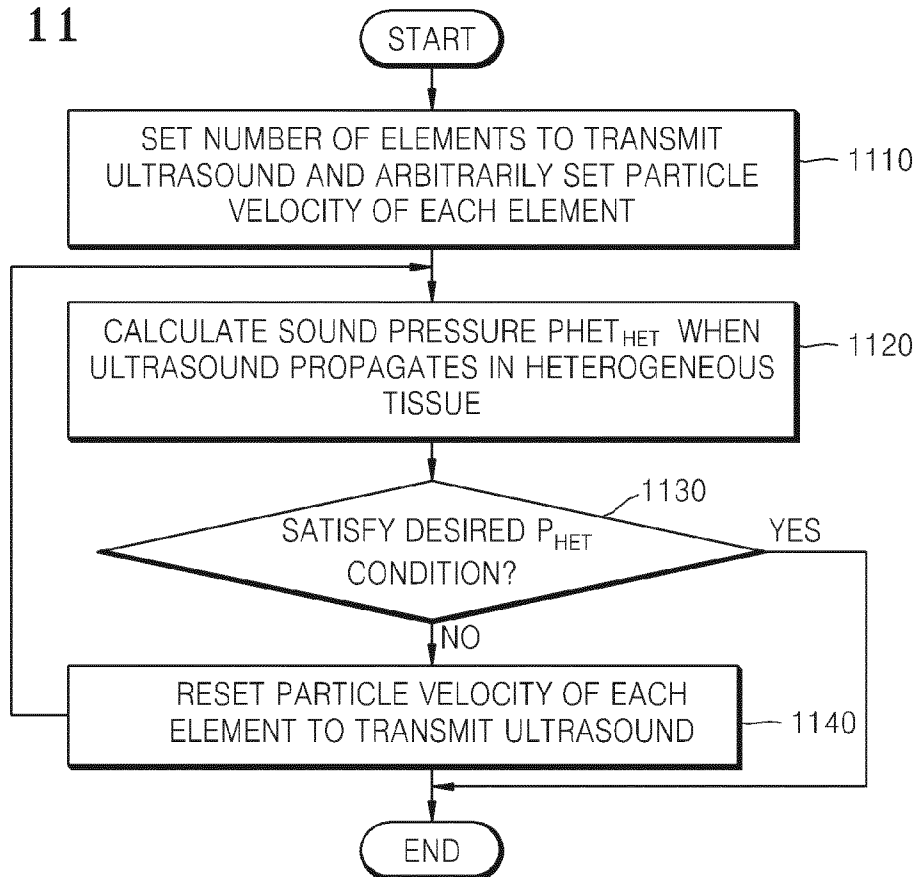 11
START
SET NUMBER OF ELEMENTS TO TRANSMIT
ULTRASOUND AND ARBITRARILY SET PARTICLE
VELOCITY OF EACH ELEMENT
1110
CALCULATE SOUND PRESSURE PHET_HET WHEN
ULTRASOUND PROPAGATES IN HETEROGENEOUS
TISSUE
1120
1130
SATISFY DESIRED P_HET
CONDITION?
YES
NO
RESET PARTICLE VELOCITY OF EACH
ELEMENT TO TRANSMIT ULTRASOUND
1140
END